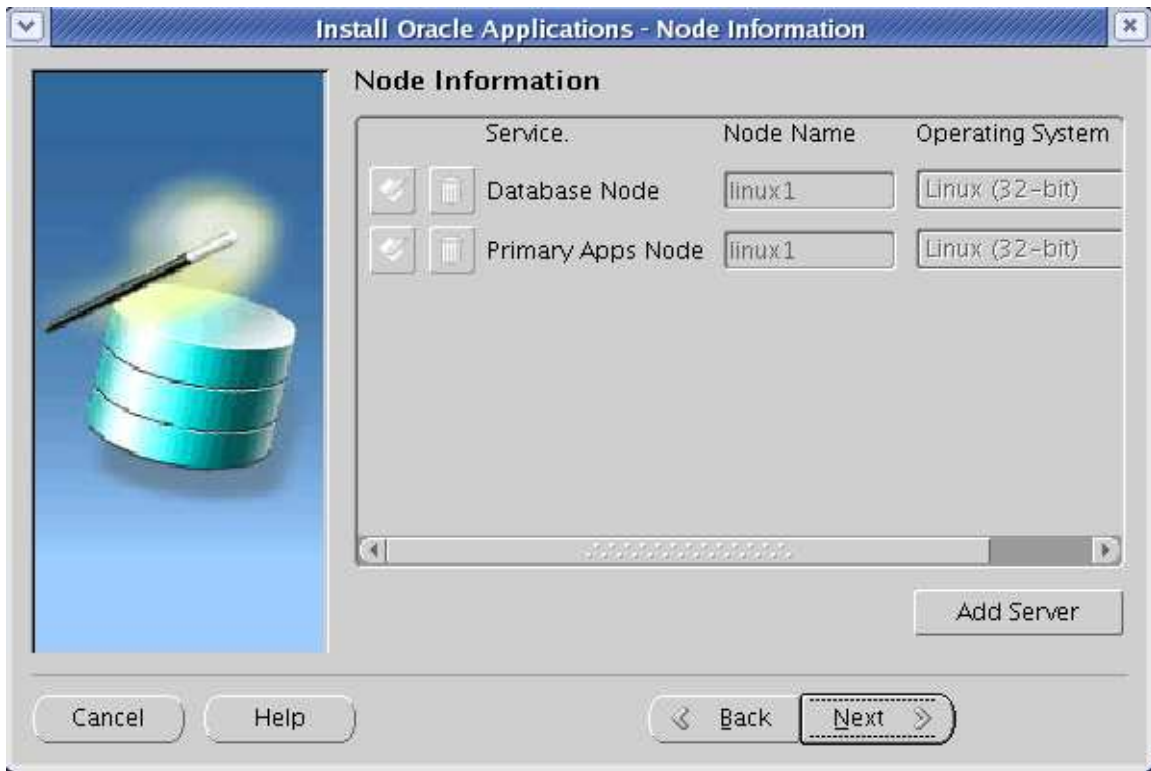 Install Oracle Applications - Node Information
Node Information
Service. Node Name Operating System
Database Node linux1 Linux (32-bit)
Primary Apps Node linux1 Linux (32-bit)
Add Server
Cancel Help Back Next